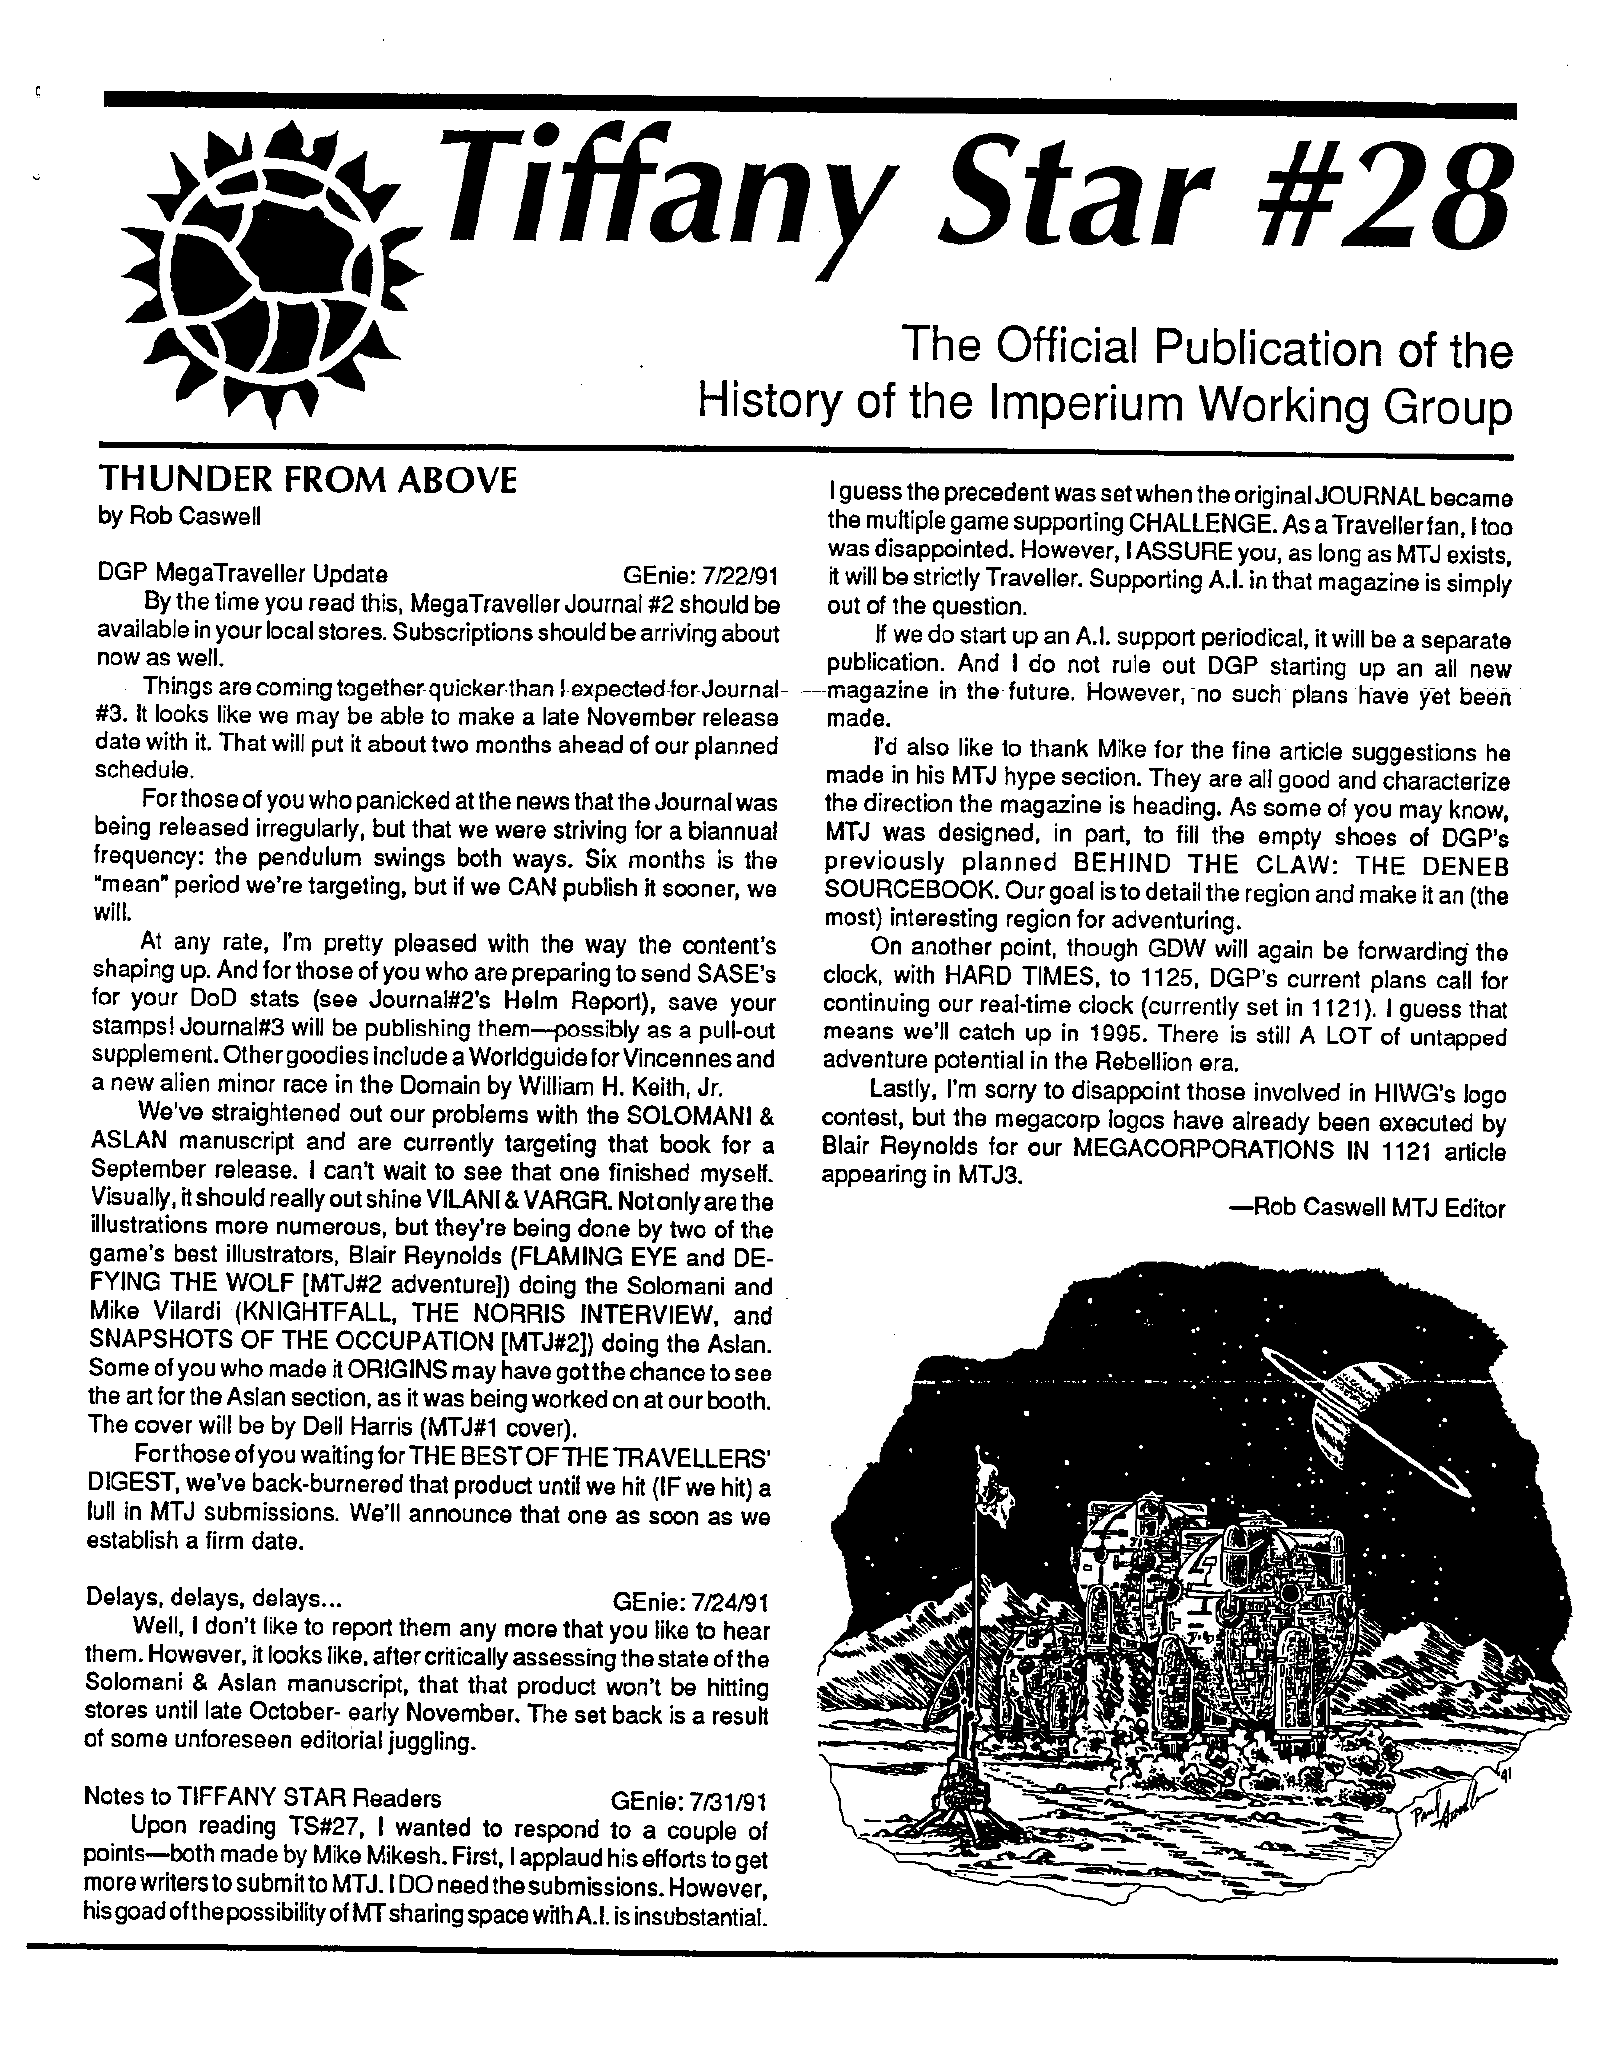 Tiffany Star #28
The Official Publication of the
History of the Imperium Working Group
THUNDER FROM ABOVE
by Rob Caswell
DGP MegaTraveller Update GEnie: 7/22/91
By the time you read this, MegaTraveller Journal #2 should be
available in your local stores. Subscriptions should be arriving about
now as well.
Things are coming together quicker than I expected for Journal
#3. It looks like we may be able to make a late November release
date with it. That will put it about two months ahead of our planned
schedule.
For those of you who panicked at the news that the Journal was
being released irregularly, but that we were striving for a biannual
frequency: the pendulum swings both ways. Six months is the
"mean" period we're targeting, but if we CAN publish it sooner, we
will.
At any rate, I'm pretty pleased with the way the content's
shaping up. And for those of you who are preparing to send SASE's
for your DoD stats (see Journal#2's Helm Report), save your
stamps! Journal#3 will be publishing them—possibly as a pull-out
supplement. Other goodies include a Worldguide for Vincennes and
a new alien minor race in the Domain by William H. Keith, Jr.
We've straightened out our problems with the SOLOMANI &
ASLAN manuscript and are currently targeting that book for a
September release. I can't wait to see that one finished myself.
Visually, it should really out shine VILANI & VARGR. Not only are the
illustrations more numerous, but they're being done by two of the
game's best illustrators, Blair Reynolds (FLAMING EYE and DE-
FYING THE WOLF [MTJ#2 adventure]) doing the Solomani and
Mike Vilardi (KNIGHTFALL, THE NORRIS INTERVIEW, and
SNAPSHOTS OF THE OCCUPATION [MTJ#2]) doing the Aslan.
Some of you who made it ORIGINS may have got the chance to see
the art for the Aslan section, as it was being worked on at our booth.
The cover will be by Dell Harris (MTJ#1 cover).
For those of you waiting for THE BEST OF THE TRAVELLERS'
DIGEST, we've back-burnered that product until we hit (IF we hit) a
lull in MTJ submissions. We'll announce that one as soon as we
establish a firm date.
Delays, delays, delays... GEnie: 7/24/91
Well, I don't like to report them any more that you like to hear
them. However, it looks like, after critically assessing the state of the
Solomani & Aslan manuscript, that that product won't be hitting
stores until late October- early November. The set back is a result
of some unforeseen editorial juggling.
Notes to TIFFANY STAR Readers GEnie: 7/31/91
Upon reading TS#27, I wanted to respond to a couple of
points—both made by Mike Mikesh. First, I applaud his efforts to get
more writers to submit to MTJ. I DO need the submissions. However,
his goad of the possibility of MT sharing space with A.I. is insubstantial.
I guess the precedent was set when the original JOURNAL became
the multiple game supporting CHALLENGE. As a Traveller fan, I too
was disappointed. However, I ASSURE you, as long as MTJ exists,
it will be strictly Traveller. Supporting A.I. in that magazine is simply
out of the question.
If we do start up an A.I. support periodical, it will be a separate
publication. And I do not rule out DGP starting up an all new
magazine in the future. However, no such plans have yet been
made.
I'd also like to thank Mike for the fine article suggestions he
made in his MTJ hype section. They are all good and characterize
the direction the magazine is heading. As some of you may know,
MTJ was designed, in part, to fill the empty shoes of DGP's
previously planned BEHIND THE CLAW: THE DENEB
SOURCEBOOK. Our goal is to detail the region and make it an (the
most) interesting region for adventuring.
On another point, though GDW will again be forwarding the
clock, with HARD TIMES, to 1125, DGP's current plans call for
continuing our real-time clock (currently set in 1121). I guess that
means we'll catch up in 1995. There is still A LOT of untapped
adventure potential in the Rebellion era.
Lastly, I'm sorry to disappoint those involved in HIWG's logo
contest, but the megacorp logos have already been executed by
Blair Reynolds for our MEGACORPORATIONS IN 1121 article
appearing in MTJ3.
—Rob Caswell MTJ Editor
Paul
'91